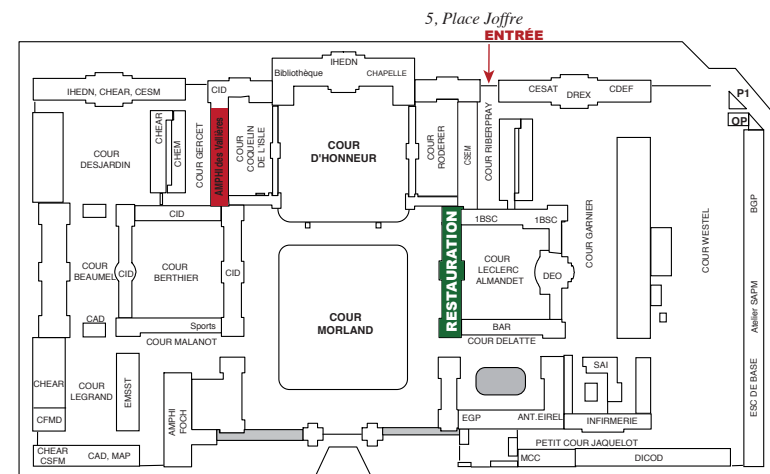 5, Place Joffre
ENTRÉE
IHEDN
Bibliothèque
CHAPELLE
IHEDN, CHEAR, CESM
CID
CESAT
DREX
CDEF
P1
OP
COUR
DESJARDIN
CHEAR
CHEM
COUR GERCET
AMPHI des Vallières
COUR
COQUELIN
DE L'ISLE
COUR
D'HONNEUR
COUR
RODERER
CSEM
COUR RIBERPRAY
COUR GARNIER
COUR WESTEL
BGP
CID
1BSC
1BSC
COUR
BEAUMEL
CID
COUR
BERTHIER
CID
RESTAURATION
COUR
LECLERC
ALMANDET
DEO
COUR
MORLAND
CAD
Sports
BAR
COUR MALANOT
COUR DELATTE
Atelier SAPM
CHEAR
COUR
LEGRAND
EMSST
SAI
ESC DE BASE
CFMD
AMPHI
FOCH
EGP
ANT.EIREL
INFIRMERIE
PETIT COUR JAQUELOT
CHEAR
CSFM
CAD, MAP
MCC
DICOD